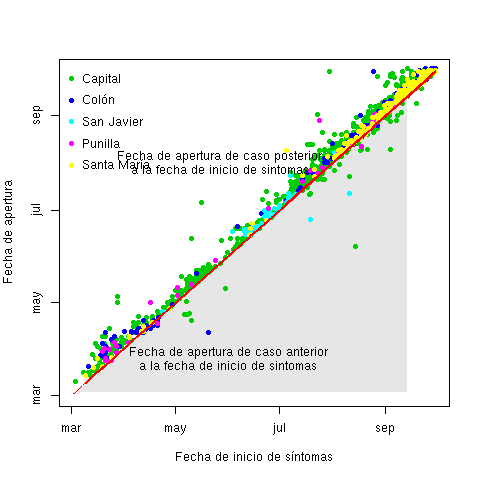 Capital
Colón
San Javier
Punilla
Santa María
Fecha de apertura de caso posterior
a la fecha de inicio de sintomas
Fecha de apertura de caso anterior
a la fecha de inicio de sintomas
sep
jul
may
mar
Fecha de apertura
mar
may
jul
sep
Fecha de inicio de síntomas